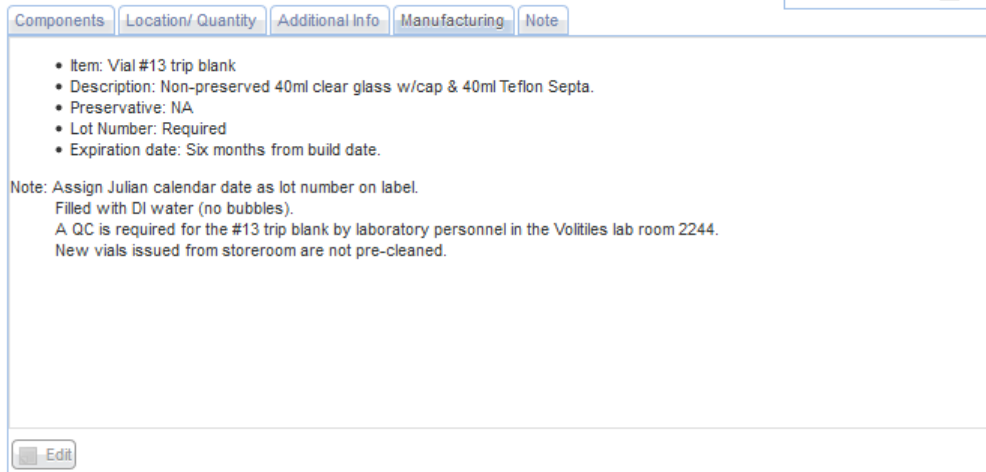 Components Location/ Quantity Additional Info Manufacturing Note
• Item: Vial #13 trip blank
• Description: Non-preserved 40ml clear glass w/cap & 40ml Teflon Septa.
• Preservative: NA
• Lot Number: Required
• Expiration date: Six months from build date.
Note: Assign Julian calendar date as lot number on label.
Filled with DI water (no bubbles).
A QC is required for the #13 trip blank by laboratory personnel in the Volitiles lab room 2244.
New vials issued from storeroom are not pre-cleaned.
Edit